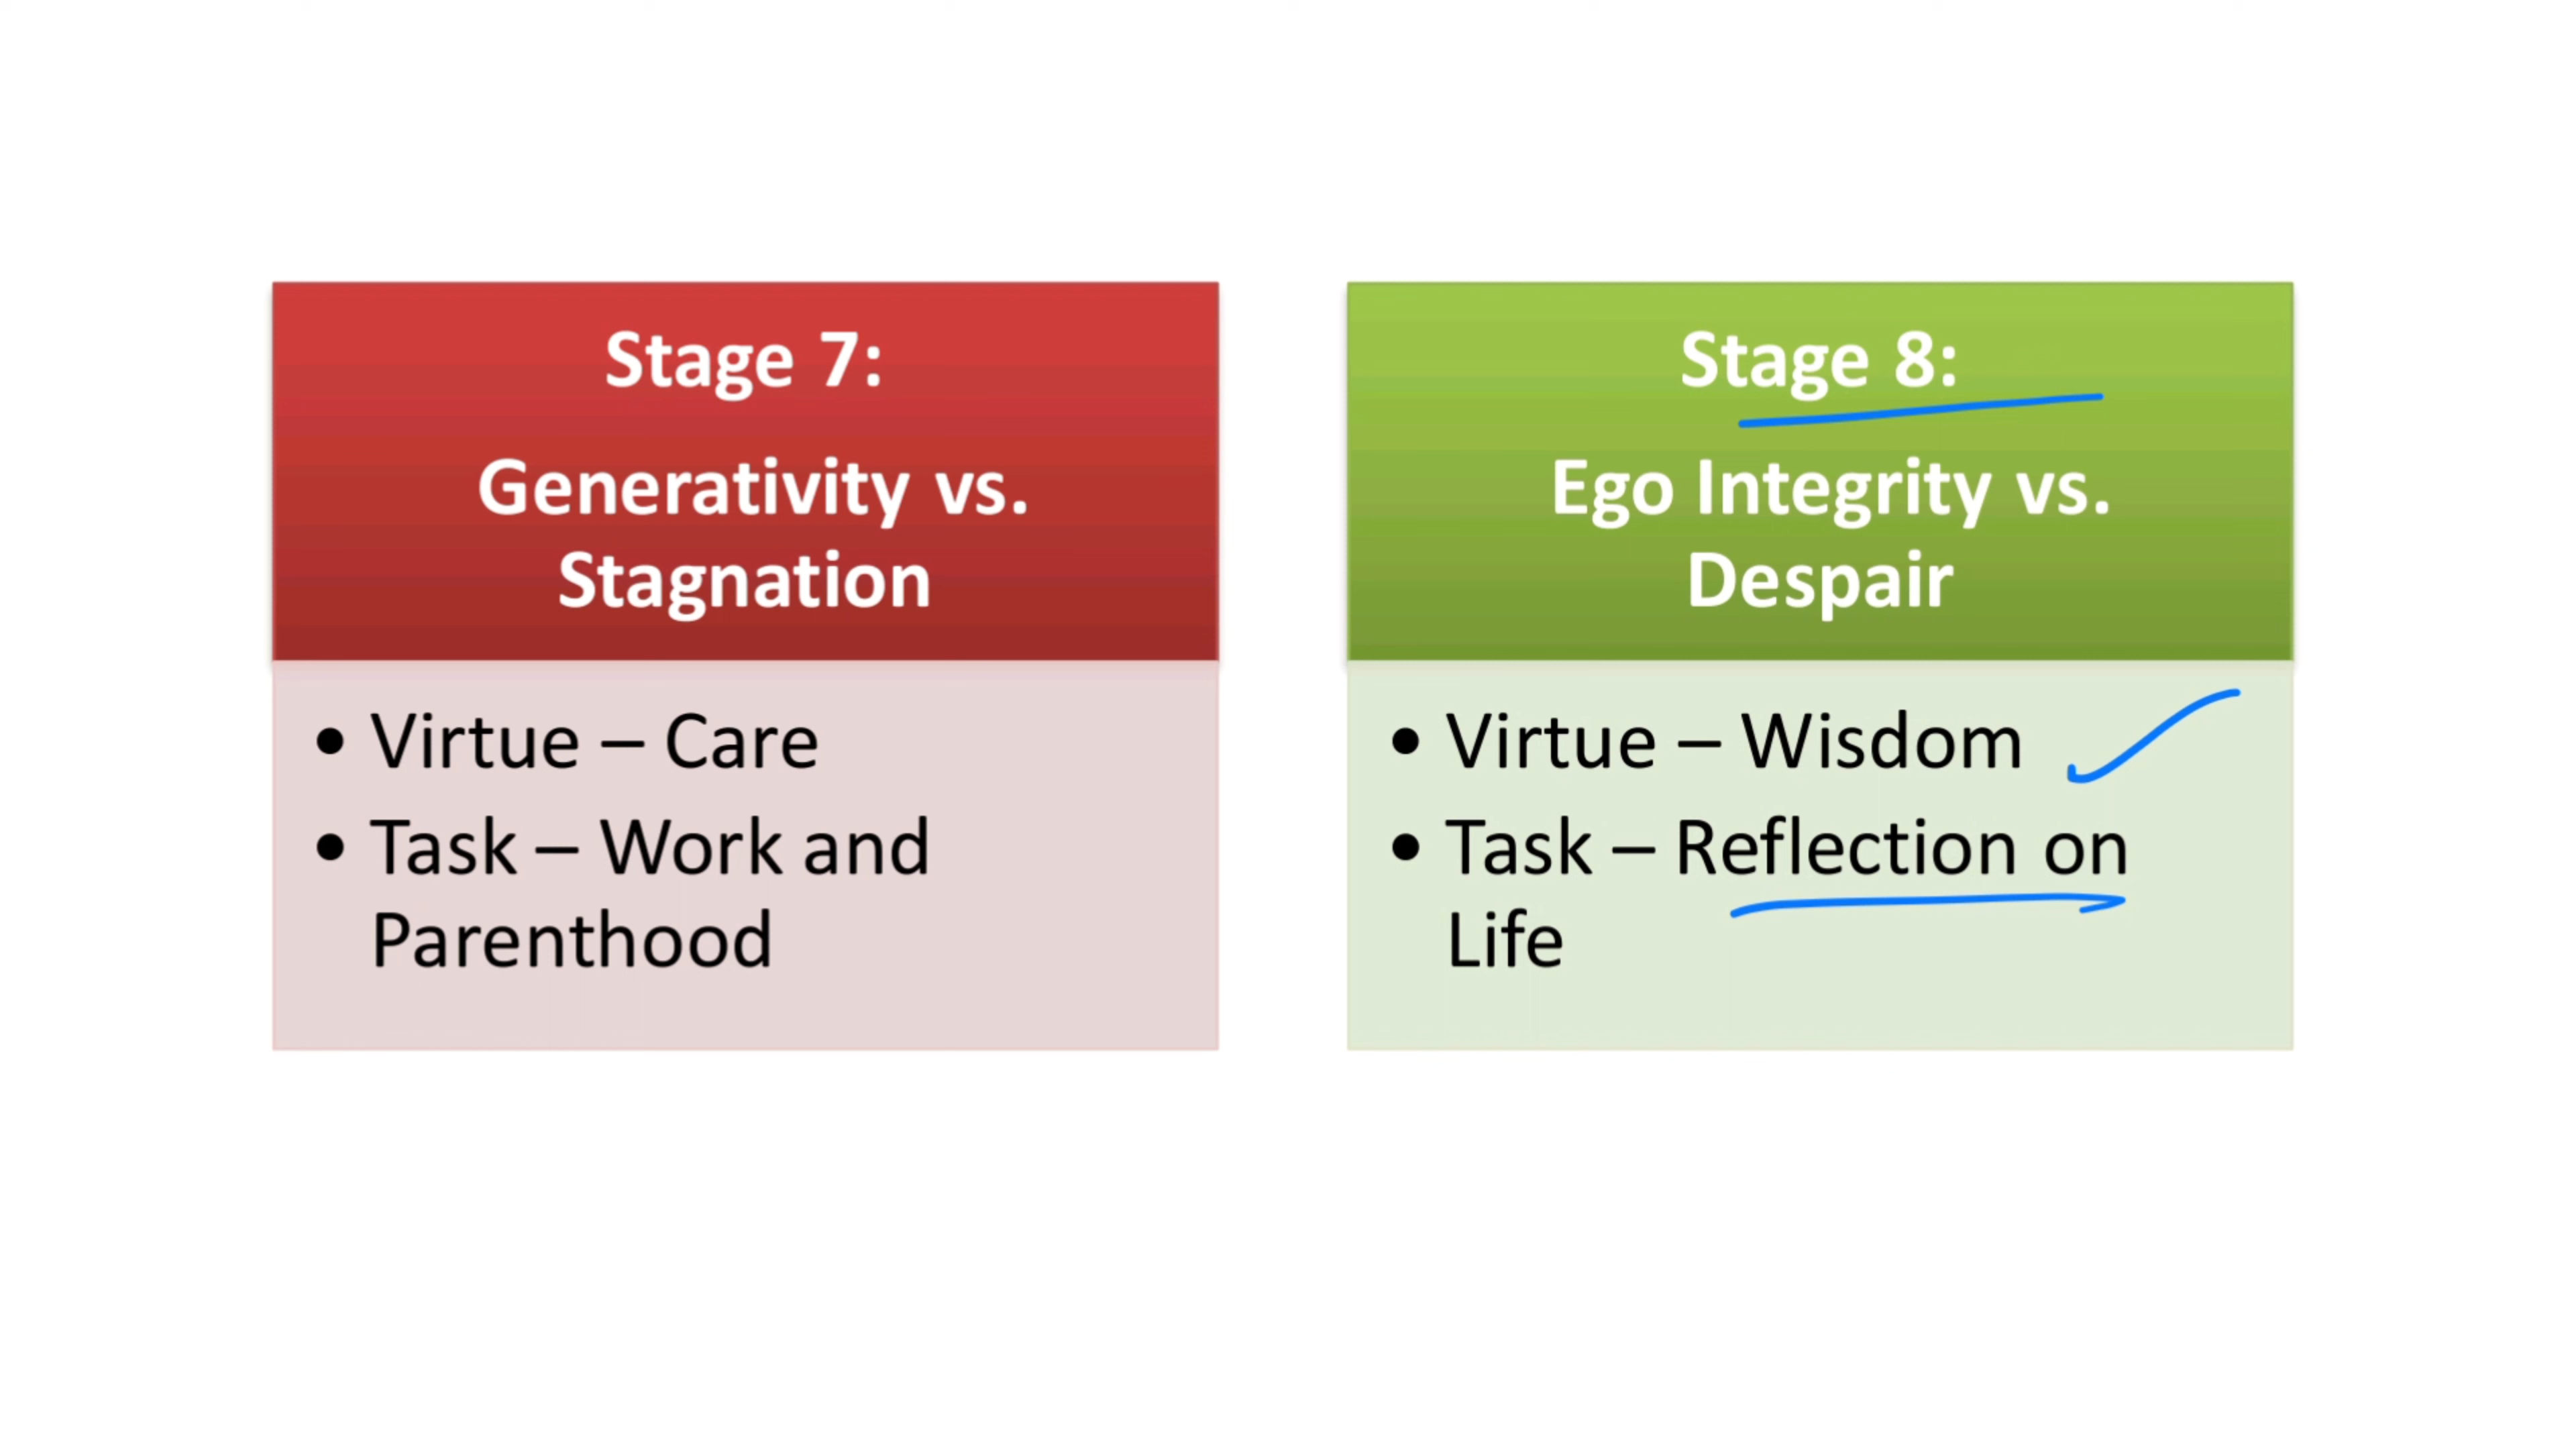 Stage 7:
Generativity vs.
Stagnation
• Virtue – Care
• Task – Work and
Parenthood
Stage 8:
Ego Integrity vs.
Despair
• Virtue – Wisdom
• Task – Reflection on
Life